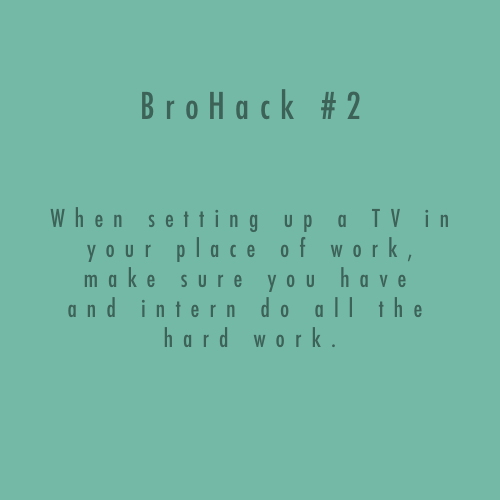 BroHack #2
When setting up a TV in
your place of work,
make sure you have
and intern do all the
hard work.